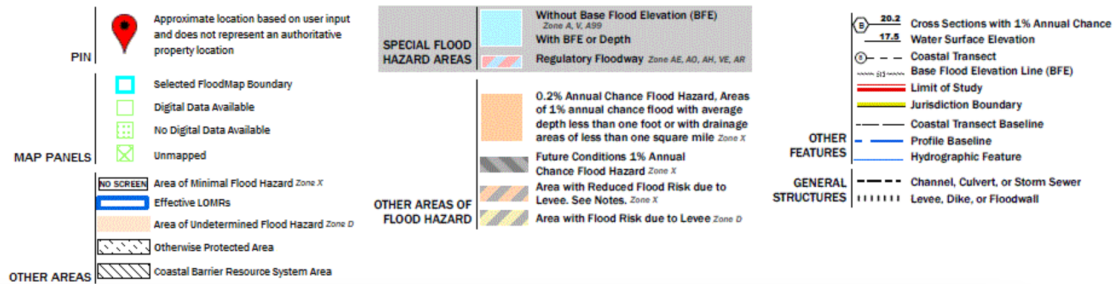 PIN
Approximate location based on user input
and does not represent an authoritative
property location
MAP PANELS
Selected FloodMap Boundary
Digital Data Available
No Digital Data Available
Unmapped
OTHER AREAS
NO SCREEN Area of Minimal Flood Hazard Zone X
Effective LOMRs
Area of Undetermined Flood Hazard Zone D
Otherwise Protected Area
Coastal Barrier Resource System Area
SPECIAL FLOOD
HAZARD AREAS
Without Base Flood Elevation (BFE)
Zone A, V, A99
With BFE or Depth
Regulatory Floodway Zone AE, AO, AH, VE, AR
OTHER AREAS OF
FLOOD HAZARD
0.2% Annual Chance Flood Hazard, Areas
of 1% annual chance flood with average
depth less than one foot or with drainage
areas of less than one square mile Zone X
Future Conditions 1% Annual
Chance Flood Hazard Zone X
Area with Reduced Flood Risk due to
Levee. See Notes. Zone X
Area with Flood Risk due to Levee Zone D
OTHER
FEATURES
B 20.2 Cross Sections with 1% Annual Chance
17.5 Water Surface Elevation
8 Coastal Transect
513 Base Flood Elevation Line (BFE)
Limit of Study
Jurisdiction Boundary
Coastal Transect Baseline
Profile Baseline
Hydrographic Feature
GENERAL
STRUCTURES
Channel, Culvert, or Storm Sewer
Levee, Dike, or Floodwall